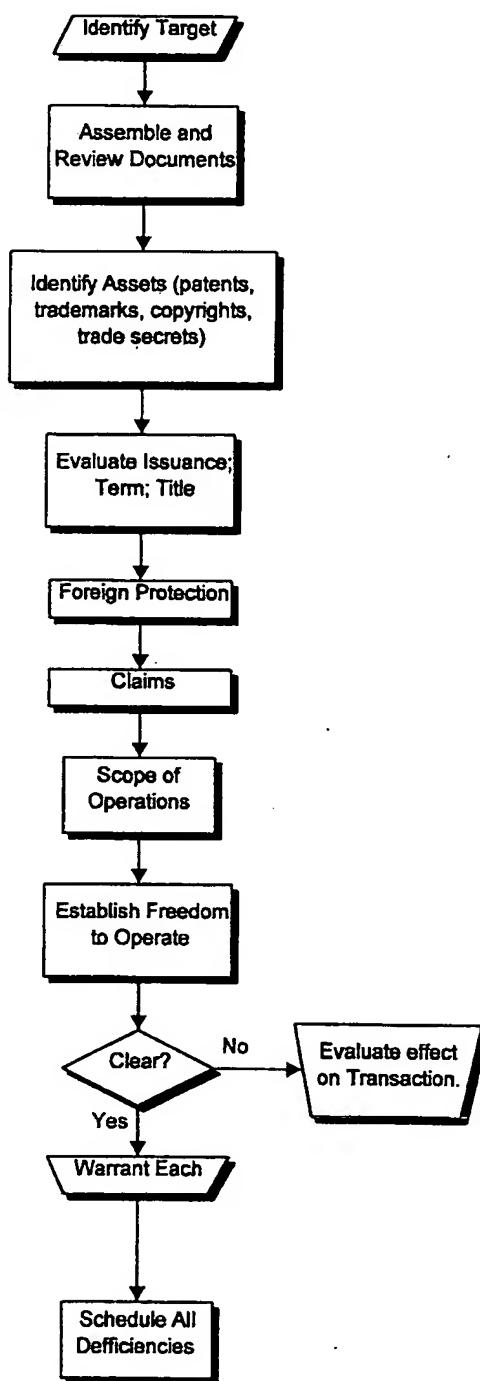 Identify Target
Assemble and
Review Documents
Identify Assets (patents,
trademarks, copyrights,
trade secrets)
Evaluate Issuance;
Term; Title
Foreign Protection
Claims
Scope of
Operations
Establish Freedom
to Operate
Clear?
No
Evaluate effect
on Transaction.
Yes
Warrant Each
Schedule All
Defficiencies